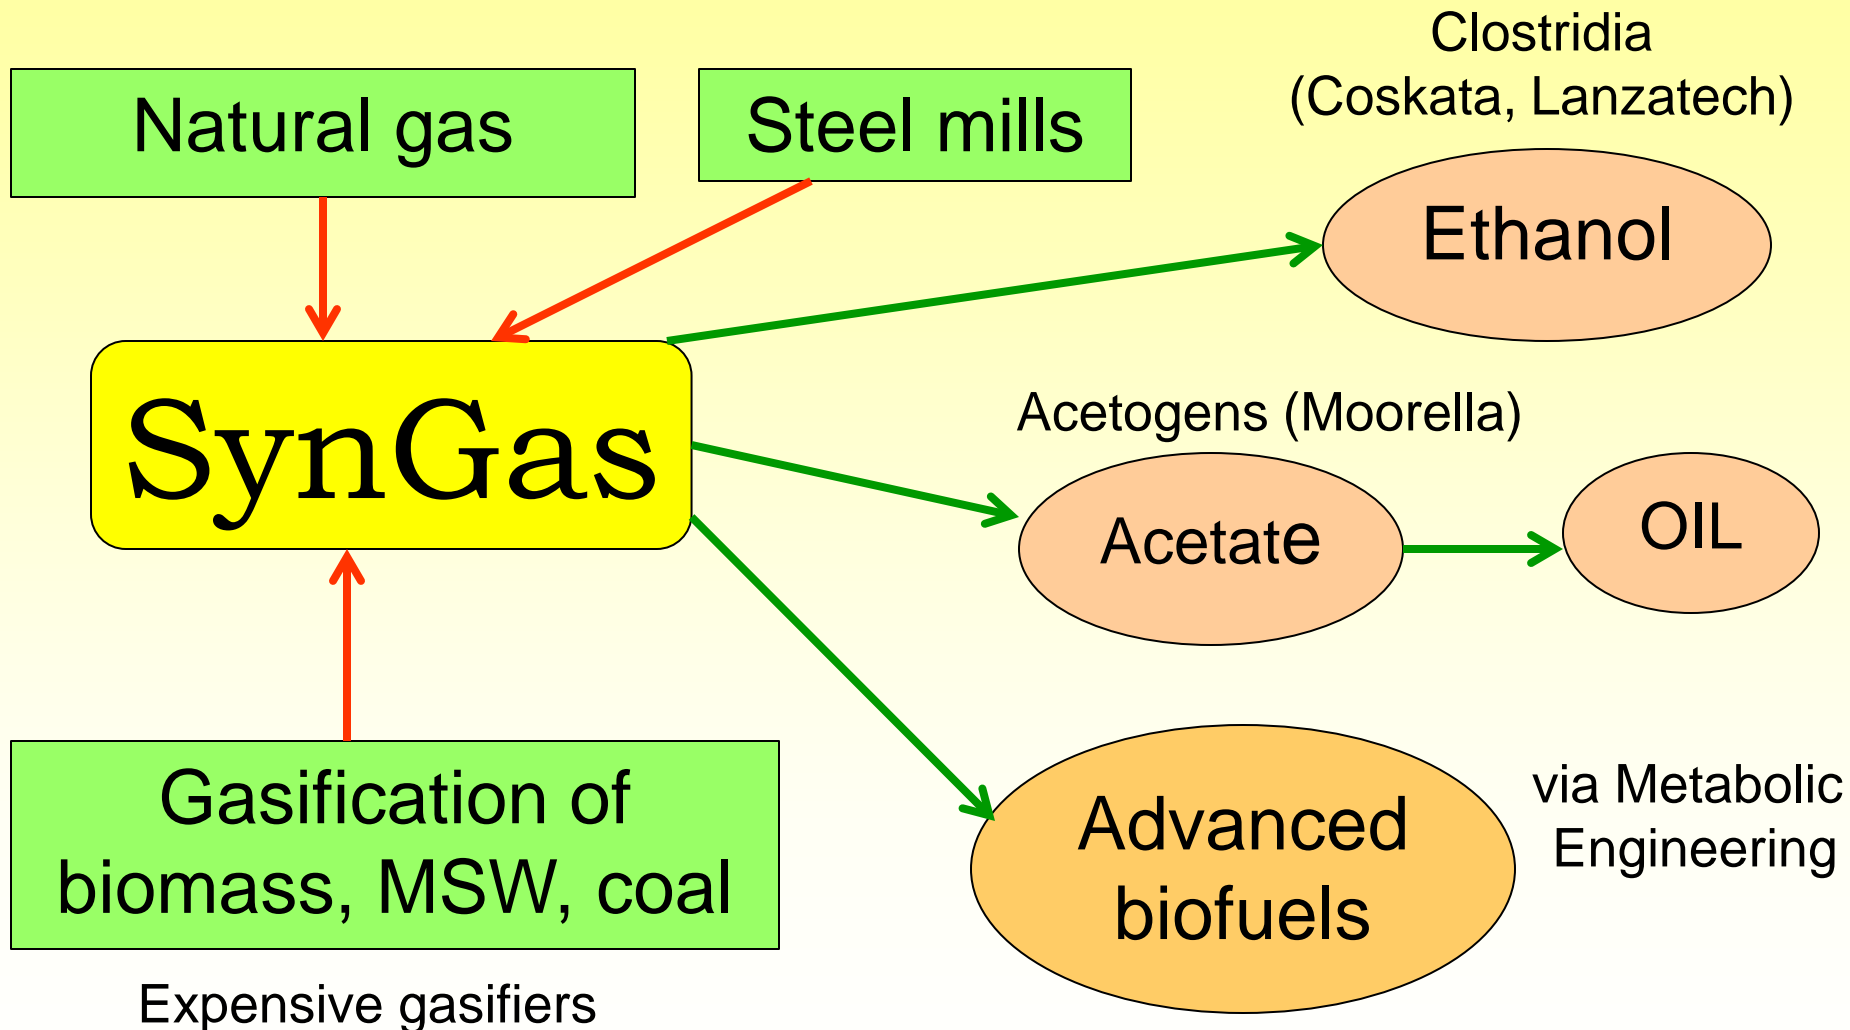 Clostridia
(Coskata, Lanzatech)
Natural gas
Steel mills
Ethanol
SynGas
Acetogens (Moorella)
Acetate
OIL
Gasification of
biomass, MSW, coal
Expensive gasifiers
Advanced
biofuels
via Metabolic
Engineering